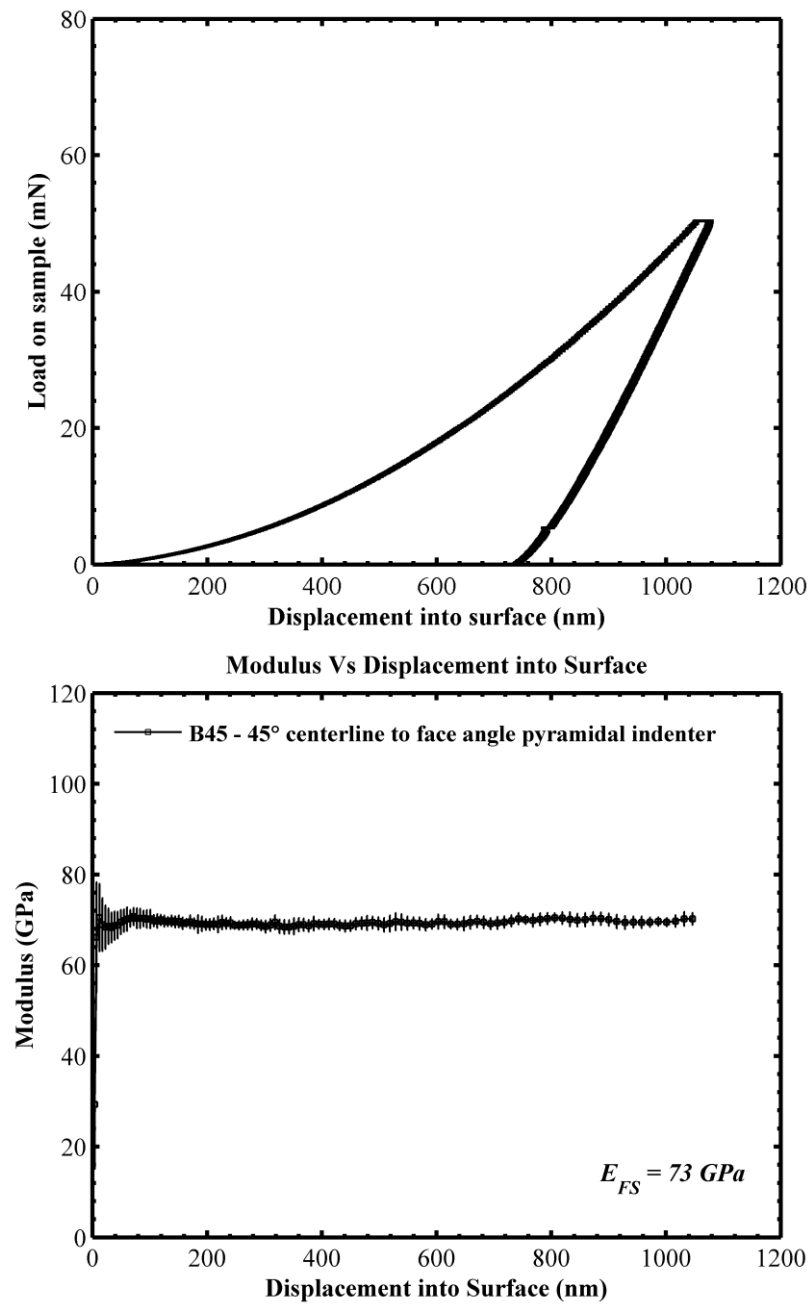 80
60
40
20
0
Load on sample (mN)
0 200 400 600 800 1000 1200
Displacement into surface (nm)
Modulus Vs Displacement into Surface
120
100
80
60
40
20
0
Modulus (GPa)
B45 - 45° centerline to face angle pyramidal indenter
E_FS = 73 GPa
0 200 400 600 800 1000 1200
Displacement into Surface (nm)